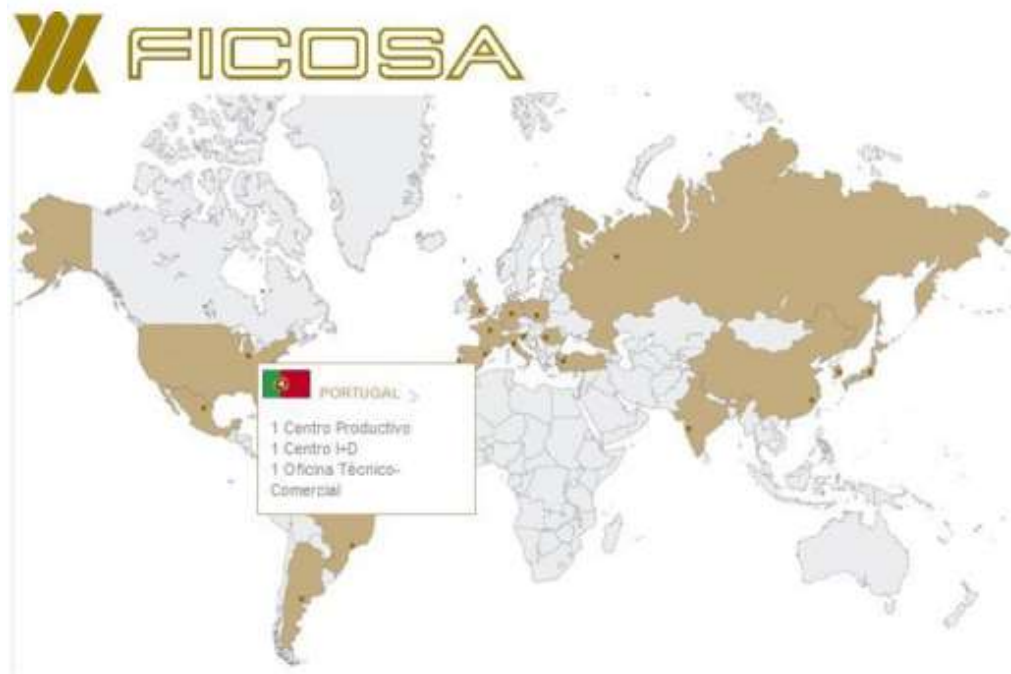 FICOSA
PORTUGAL >
1 Centro Productivo
1 Centro I+D
1 Oficina Técnico-
Comercial